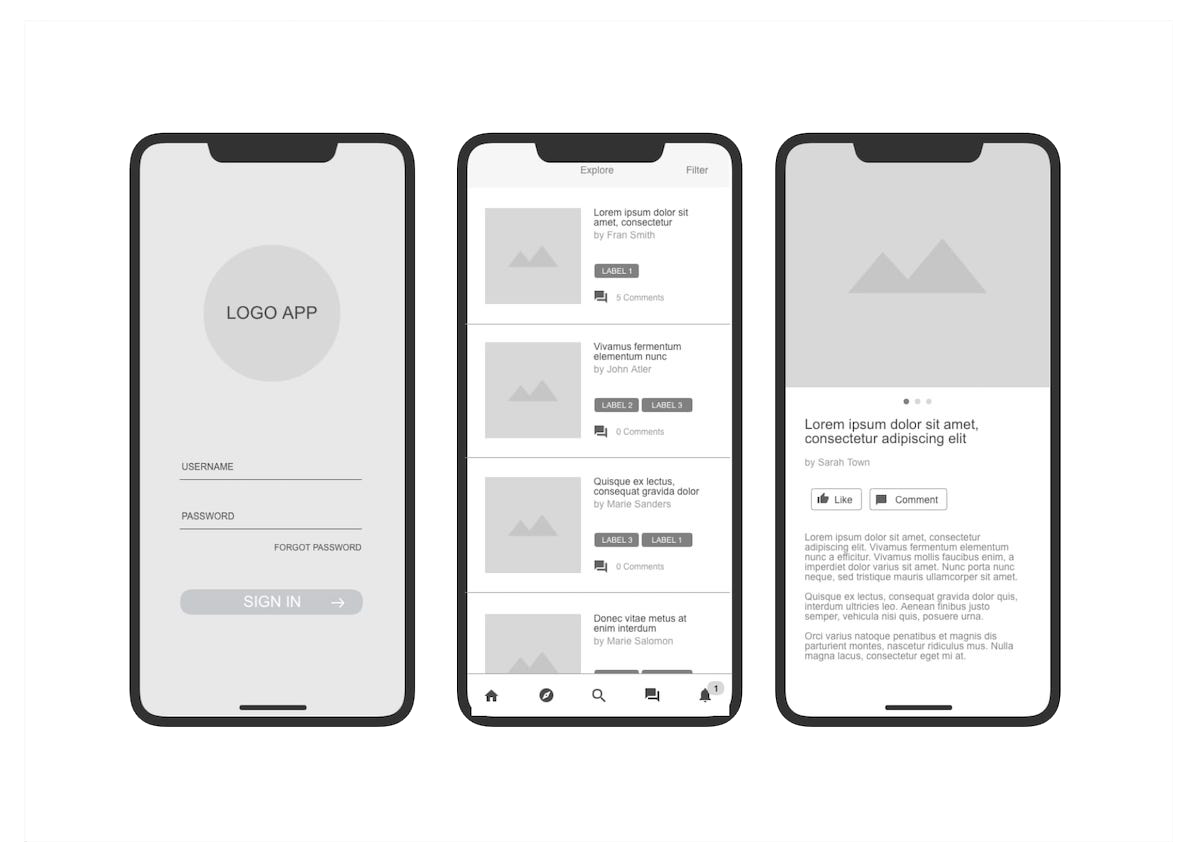 LOGO APP
USERNAME
PASSWORD
FORGOT PASSWORD
SIGN IN
Explore
Filter
Lorem ipsum dolor sit
amet, consectetur
by Fran Smith
LABEL 1
5 Comments
Vivamus fermentum
elementum nunc
by John Atler
LABEL 2
LABEL 3
0 Comments
Quisque ex lectus,
consequat gravida dolor
by Marie Sanders
LABEL 3
LABEL 1
0 Comments
Donec vitae metus at
enim interdum
by Marie Salomon
1
Lorem ipsum dolor sit amet,
consectetur adipiscing elit
by Sarah Town
Like
Comment
Lorem ipsum dolor sit amet, consectetur
adipiscing elit. Vivamus fermentum elementum
nunc a efficitur. Vivamus mollis faucibus enim, a
imperdiet dolor varius sit amet. Nunc porta nunc
neque, sed tristique mauris ullamcorper sit amet.
Quisque ex lectus, consequat gravida dolor quis,
interdum ultricies leo. Aenean finibus justo
semper, vehicula nisi quis, posuere urna.
Orci varius natoque penatibus et magnis dis
parturient montes, nascetur ridiculus mus. Nulla
magna lacus, consectetur eget mi at.